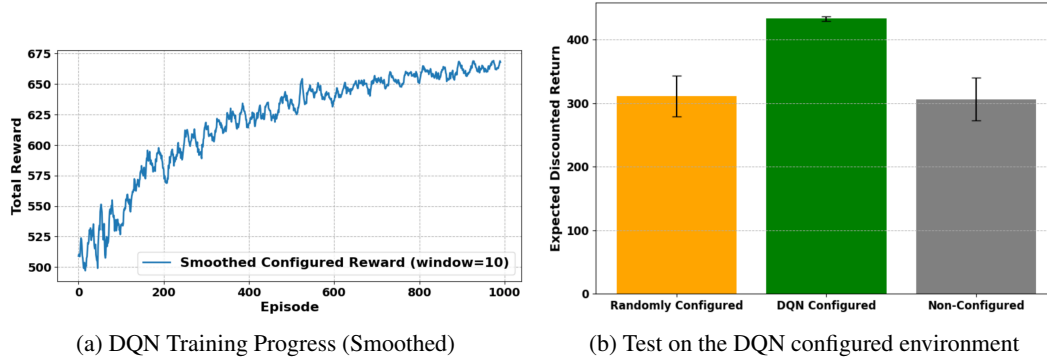 675
650
625
600
575
550
525
500
Total Reward
Smoothed Configured Reward (window=10)
0
200
400
600
800
1000
Episode
(a) DQN Training Progress (Smoothed)
400
300
200
100
0
Expected Discounted Return
Randomly Configured
DQN Configured
Non-Configured
(b) Test on the DQN configured environment